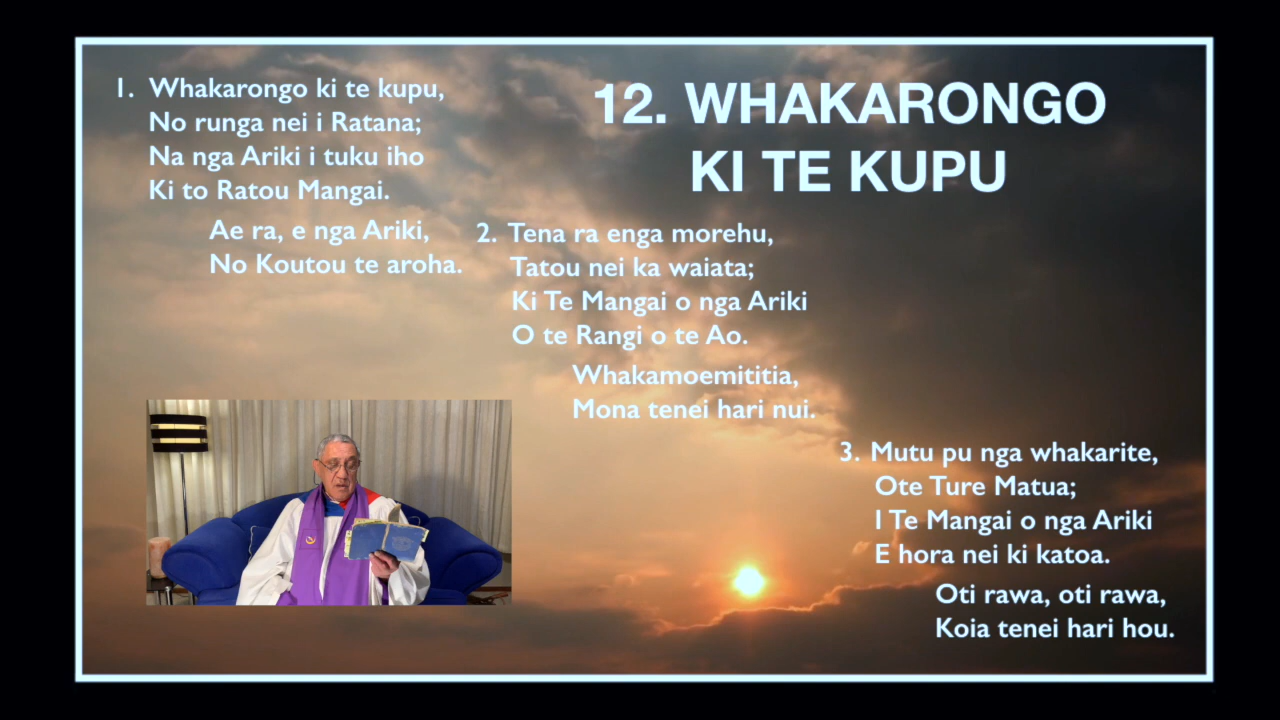 12. WHAKARONGO
KI TE KUPU
1. Whakarongo ki te kupu,
No runga nei i Ratana;
Na nga Ariki i tuku iho
Ki to Ratou Mangai.
Ae ra, e nga Ariki,
No Koutou te aroha.
2. Tena ra enga morehu,
Tatou nei ka waiata;
Ki Te Mangai o nga Ariki
O te Rangi o te Ao.
Whakamoemititia,
Mona tenei hari nui.
3. Mutu pu nga whakarite,
Ote Ture Matua;
I Te Mangai o nga Ariki
E hora nei ki katoa.
Oti rawa, oti rawa,
Koia tenei hari hou.